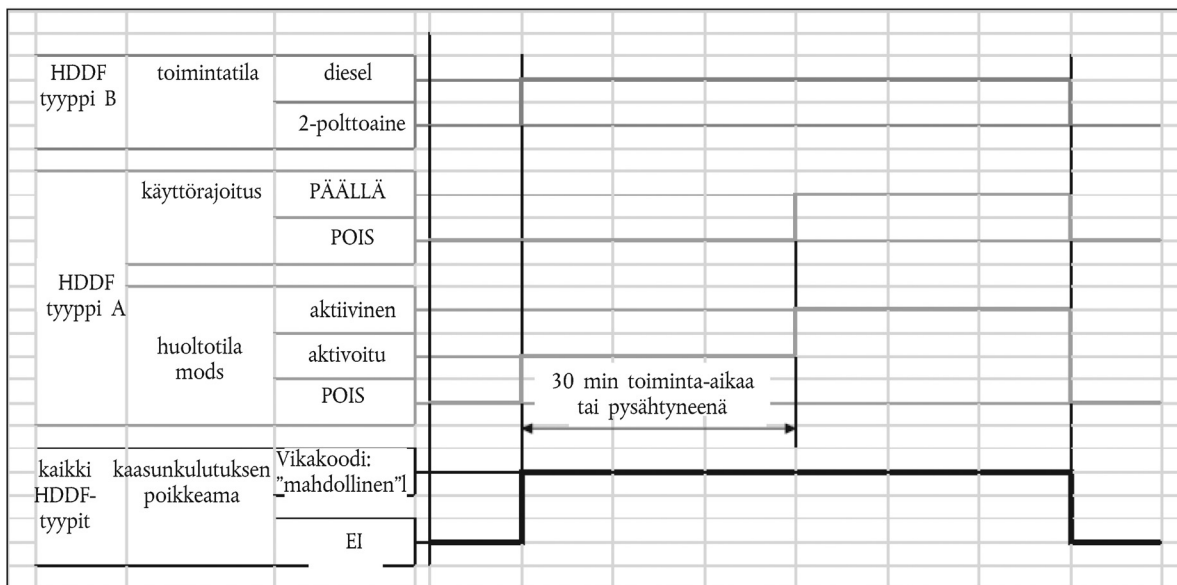 HDDF
tyyppi B
toimintatila
diesel
2-polttoaine
HDDF
tyyppi A
käyttörajoitus
PÄÄLLÄ
POIS
huoltotila
mods
aktiivinen
aktivoitu
POIS
30 min toiminta-aikaa
tai pysähtyneenä
kaikki
HDDF-
tyypit
kaasunkulutuksen
poikkeama
Vikakoodi:
”mahdollinen”l
EI